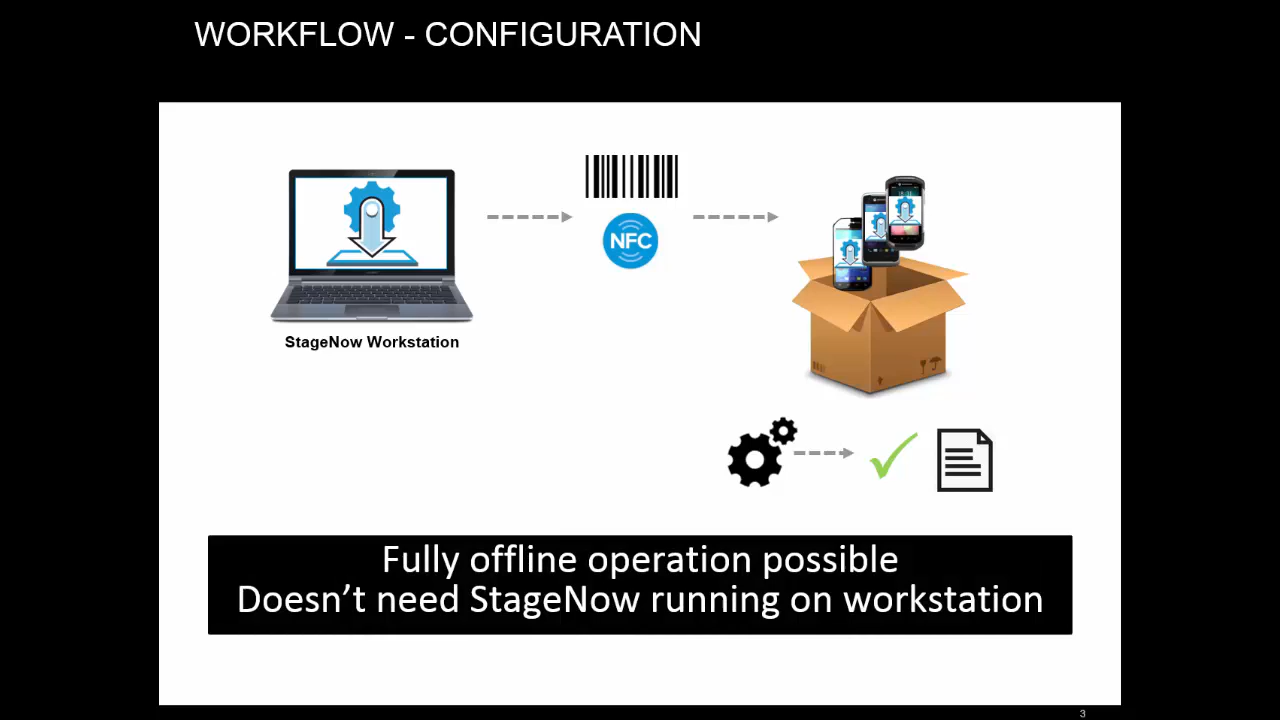 WORKFLOW - CONFIGURATION
NFC
StageNow Workstation
Fully offline operation possible
Doesn't need StageNow running on workstation
3